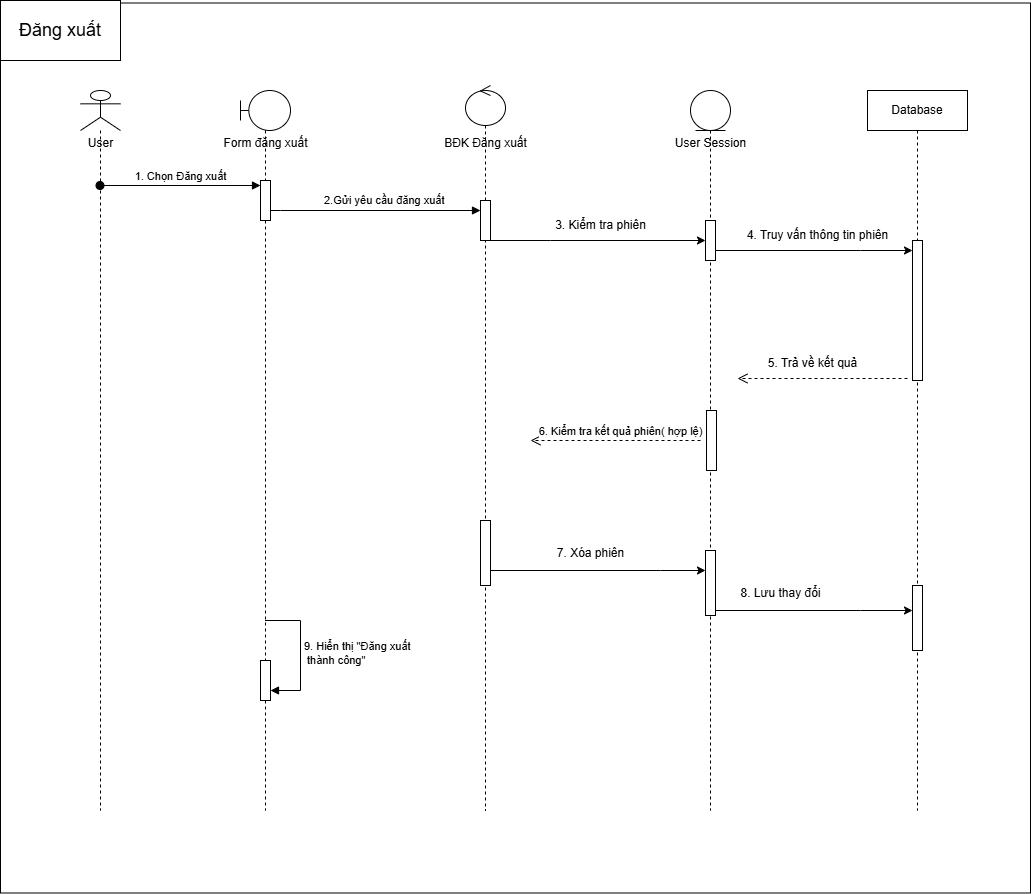 Đăng xuất
User
Form đăng xuất
BĐK Đăng xuất
User Session
Database
1. Chọn Đăng xuất
2.Gửi yêu cầu đăng xuất
3. Kiểm tra phiên
4. Truy vấn thông tin phiên
5. Trả về kết quả
6. Kiểm tra kết quả phiên( hợp lệ)
7. Xóa phiên
8. Lưu thay đổi
9. Hiển thị "Đăng xuất
thành công"